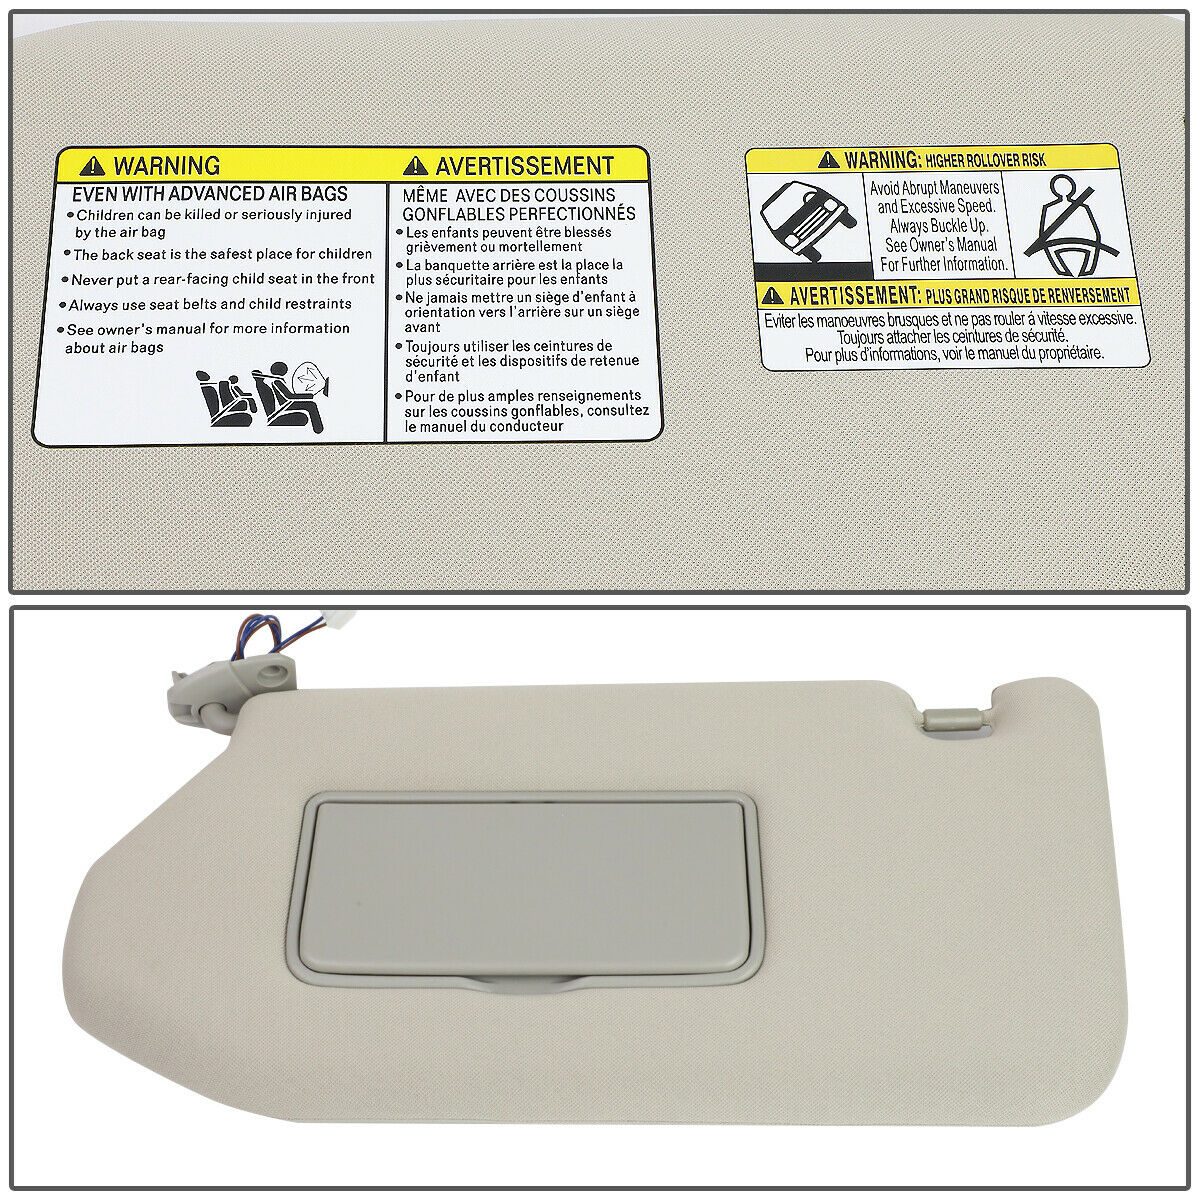 WARNING
EVEN WITH ADVANCED AIR BAGS
•Children can be killed or seriously injured
by the air bag
•The back seat is the safest place for children
•Never put a rear-facing child seat in the front
•Always use seat belts and child restraints
•See owner's manual for more information
about air bags
AVERTISSEMENT
MÊME AVEC DES COUSSINS
GONFLABLES PERFECTIONNÉS
•Les enfants peuvent être blessés
grièvement ou mortellement
•La banquette arrière est la place la
plus sécuritaire pour les enfants
•Ne jamais mettre un siège d'enfant à
orientation vers l'arrière sur un siège
avant
•Toujours utiliser les ceintures de
sécurité et les dispositifs de retenue
d'enfant
•Pour de plus amples renseignements
sur les coussins gonflables, consultez
le manuel du conducteur
WARNING: HIGHER ROLLOVER RISK
Avoid Abrupt Maneuvers
and Excessive Speed.
Always Buckle Up.
See Owner's Manual
For Further Information.
AVERTISSEMENT: PLUS GRAND RISQUE DE RENVERSEMENT
Eviter les manoeuvres brusques et ne pas rouler á vitesse excessive.
Toujours attacher les ceintures de sécurité.
Pour plus d'informations, voir le manuel du propriétaire.